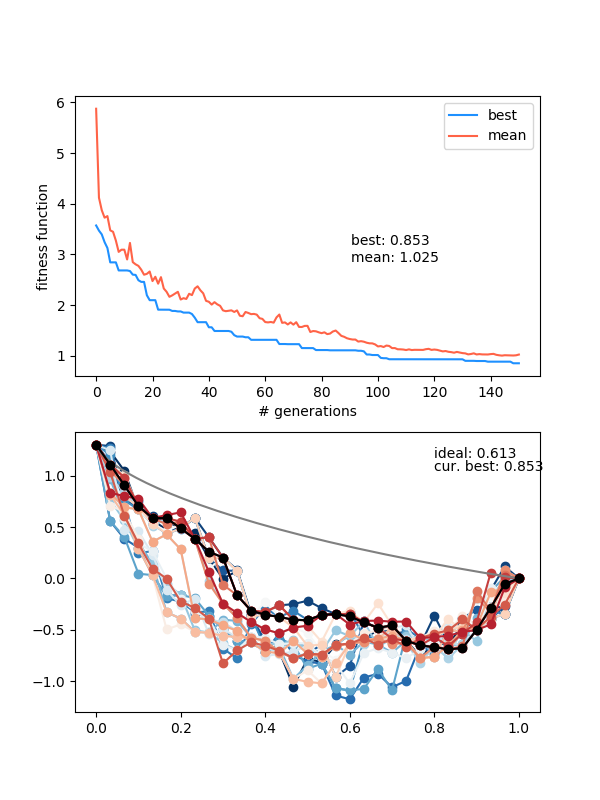 6
5
4
3
2
1
fitness function
best
mean
best: 0.853
mean: 1.025
0 20 40 60 80 100 120 140
# generations
1.0
0.5
0.0
−0.5
−1.0
ideal: 0.613
cur. best: 0.853
0.0 0.2 0.4 0.6 0.8 1.0